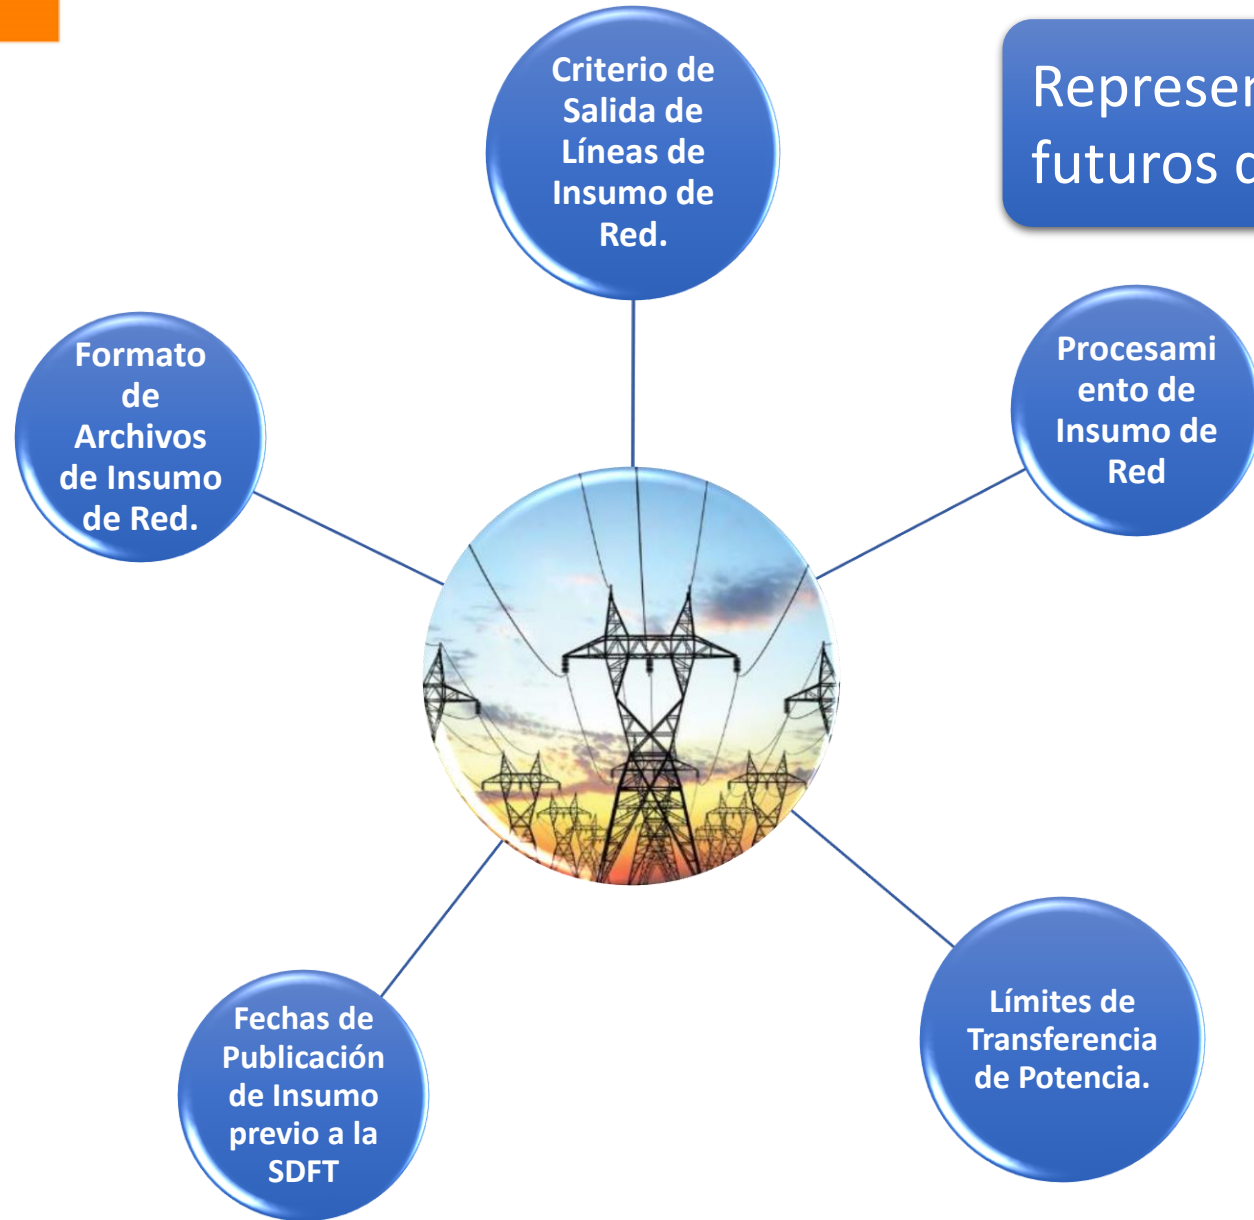 Criterio de
Salida de
Líneas de
Insumo de
Red.
futuros
Formato
de
Archivos
de Insumo
de Red.
Procesami
ento de
Insumo de
Red
Límites de
Transferencia
de Potencia.
Fechas de
Publicación
de Insumo
previo a la
SDFT